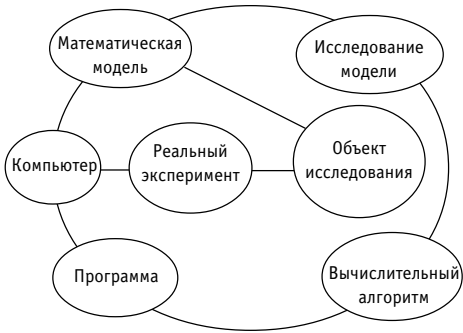 Математическая
модель
Исследование
модели
Компьютер
Реальный
эксперимент
Объект
исследования
Программа
Вычислительный
алгоритм